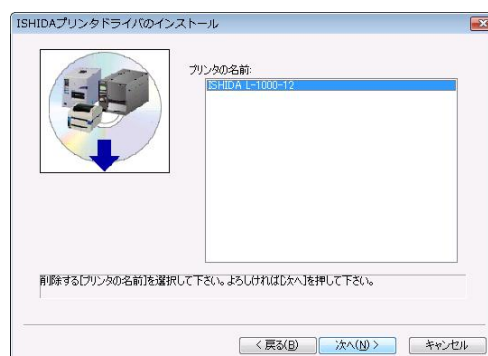 ISHIDAプリンタドライバのインストール
プリンタの名前:
ISHIDA L-1000-12
削除する[プリンタの名前]を選択して下さい。よろしければ[次へ]を押して下さい。
< 戻る(B)
次へ(N) >
キャンセル